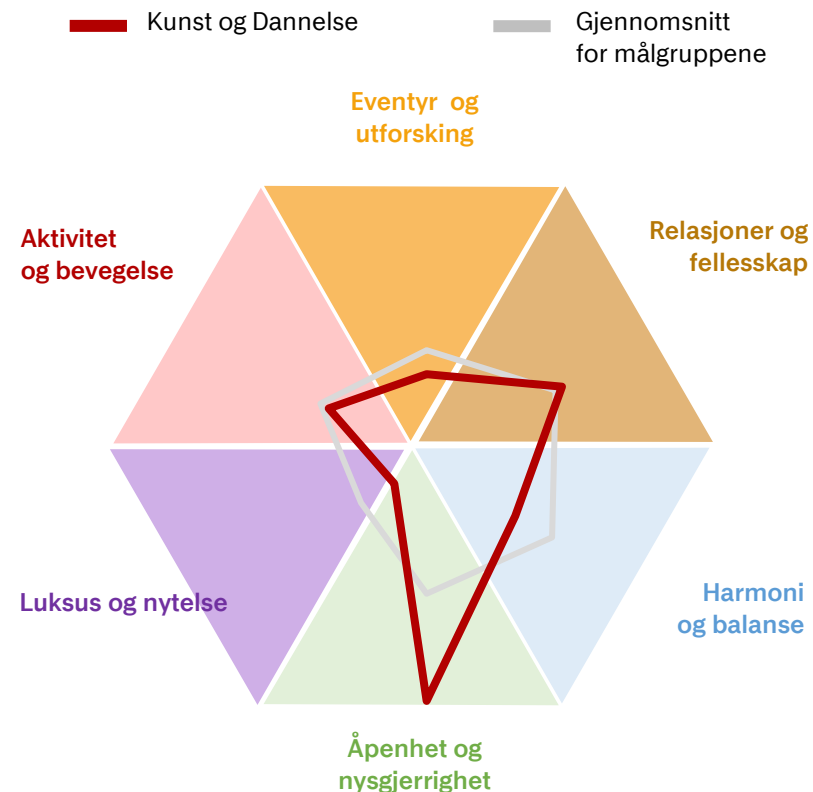 Kunst og Dannelse
Gjennomsnitt
for målgruppene
Eventyr og
utforsking
Aktivitet
og bevegelse
Relasjoner og
fellesskap
Luksus og nytelse
Harmoni
og balanse
Åpenhet og
nysgjerrighet